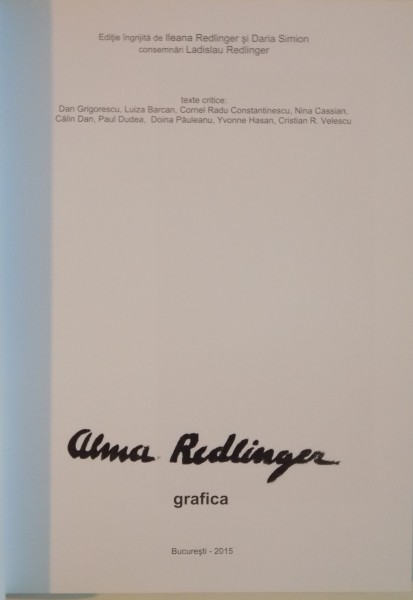 Ediție îngrijită de Ileana Redlinger și Daria Simion
consemnări Ladislau Redlinger
texte critice:
Dan Grigorescu, Luiza Barcan, Cornel Radu Constantinescu, Nina Cassian,
Călin Dan, Paul Dudea, Doina Păuleanu, Yvonne Hasan, Cristian R. Velescu
Alma Redlinger
grafica
București - 2015